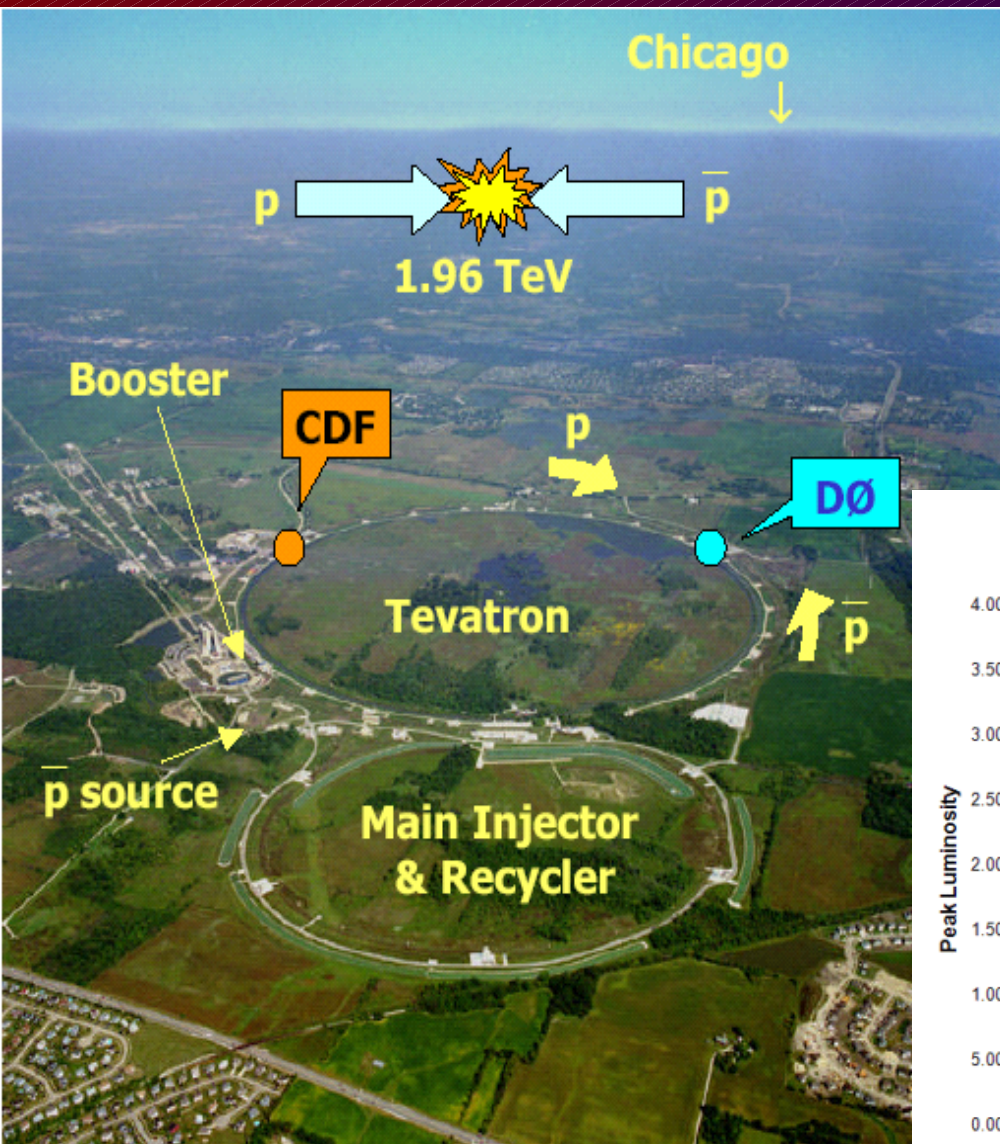 Chicago
↓
p p̅
1.96 TeV
Booster
CDF
p
DØ
Tevatron
p̅
p̅ source
Main Injector
& Recycler
Peak Luminosity
4.00
3.50
3.00
2.50
2.00
1.50
1.00
5.00
0.00